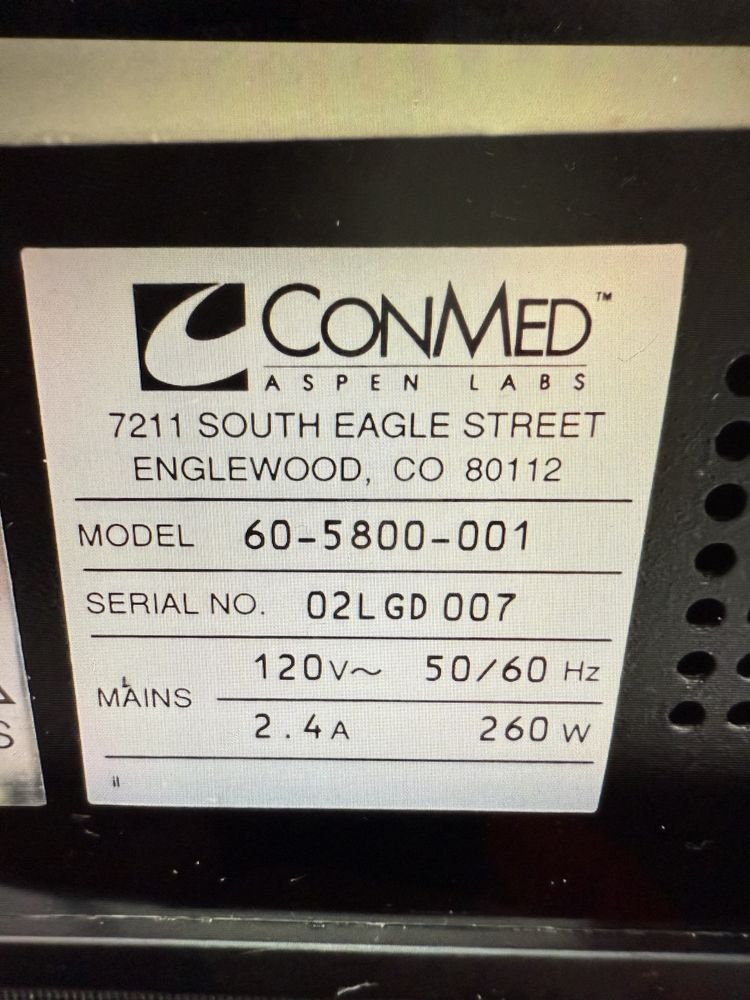 CONMED™
ASPEN LABS
7211 SOUTH EAGLE STREET
ENGLEWOOD, CO 80112
MODEL 60-5800-001
SERIAL NO. 02LGD 007
MAINS
120V~ 50/60 Hz
2.4A 260 W
S